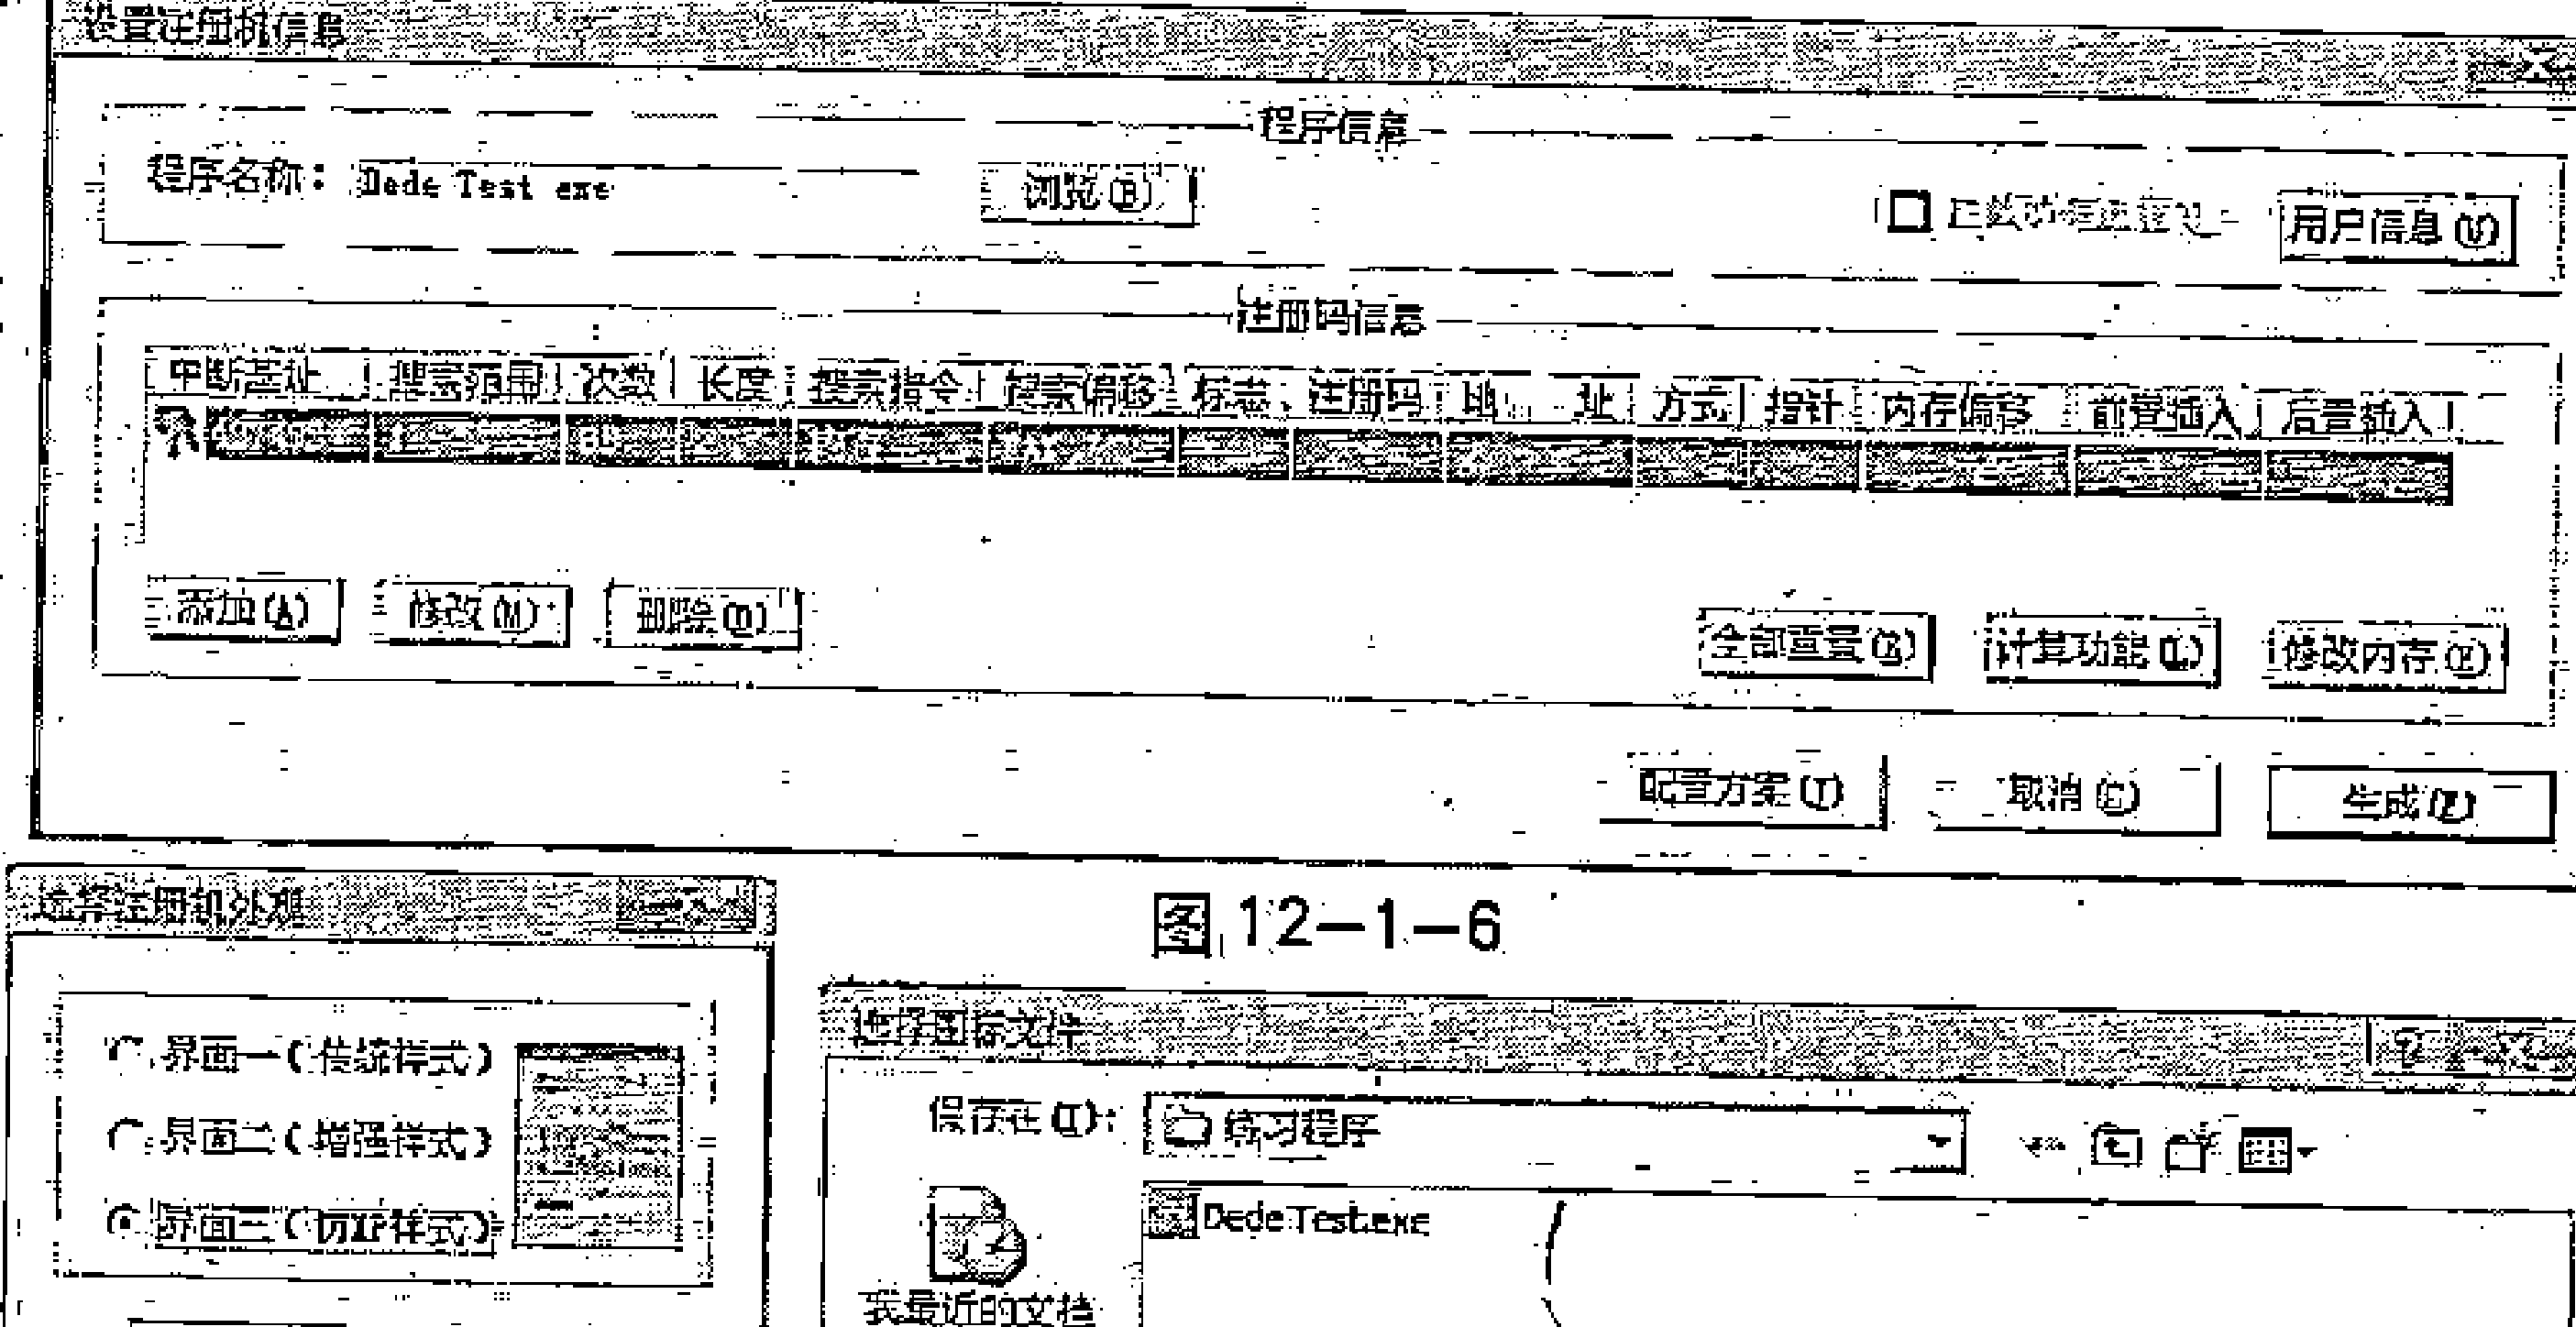 设置注册机信息
程序信息
程序名称： Dede Test exe 浏览(B) 用户信息(S)
注册码信息
中断基址 搜索范围 次数 长度 搜索指令 搜索偏移 标志 注册码 地 址 方式 指针 内存偏移 前置插入 后置插入
添加(A) 修改(M) 删除(D) 全部重置(R) 计算功能(L) 修改内存(X)
配置方案(T) 取消(C) 生成(Z)
图 12-1-6
选择注册机外观
界面一(传统样式)
界面二(增强样式)
界面三(仿XP样式)
选择图标文件
保存在(I): 练习程序
DedeTest.exe
我最近的文档